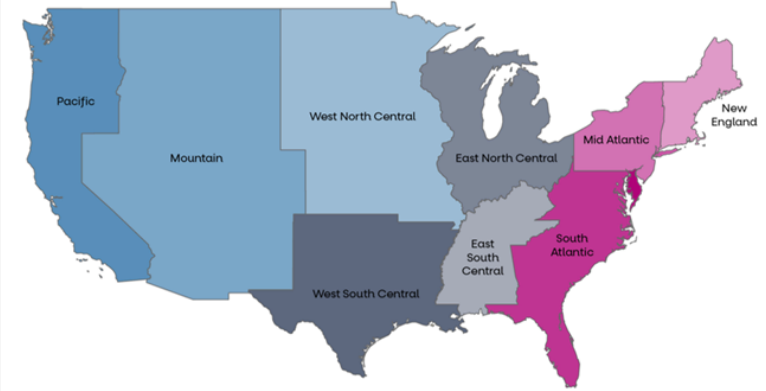 Pacific
Mountain
West North Central
East North Central
Mid Atlantic
New
England
West South Central
East
South
Central
South
Atlantic